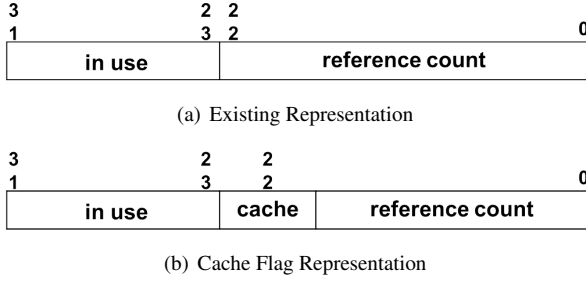 3 2 2
1 3 2 0
in use reference count
(a) Existing Representation
3 2 2
1 3 2 0
in use cache reference count
(b) Cache Flag Representation